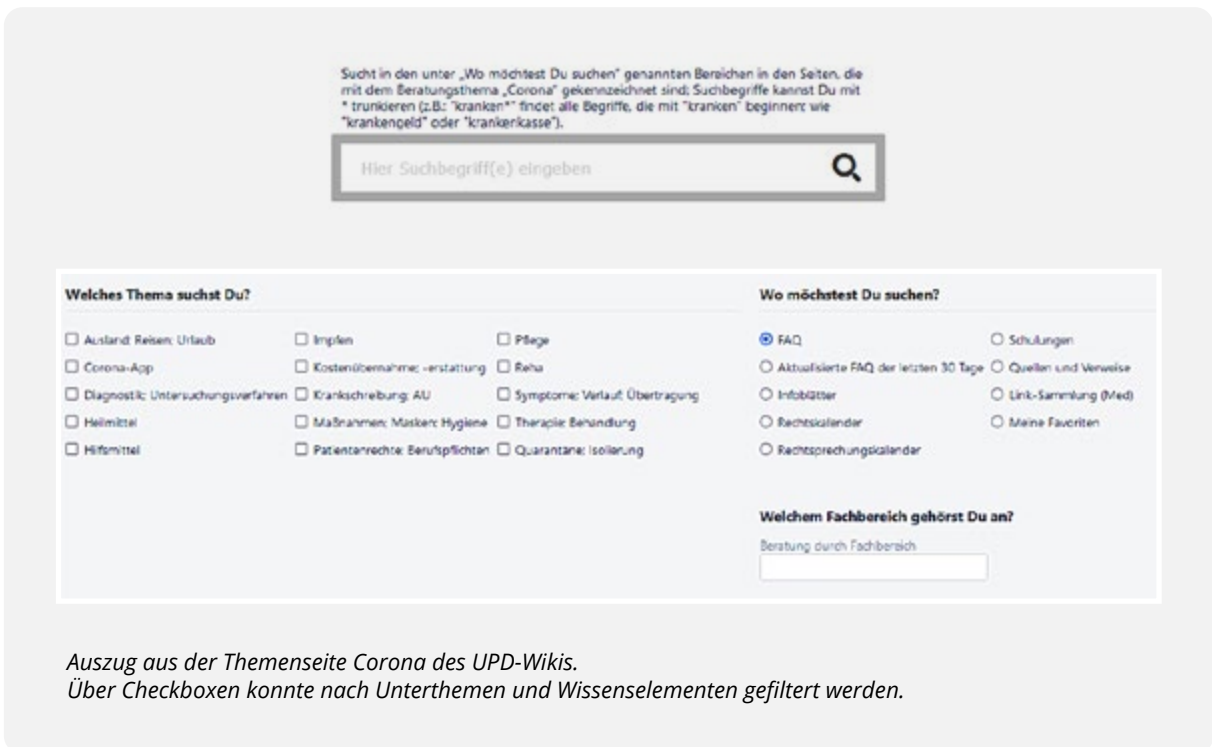 Sucht in den unter „Wo möchtest Du suchen" genannten Bereichen in den Seiten, die
mit dem Beratungsthema „Corona" gekennzeichnet sind; Suchbegriffe kannst Du mit
* trunkieren (z.B.: "kranken*" findet alle Begriffe, die mit "kranken" beginnen: wie
"krankengeld" oder "krankenkasse").
Hier Suchbegriff(e) eingeben
Welches Thema suchst Du?
Ausland; Reisen; Urlaub
Impfen
Pflege
Corona-App
Kostenübernahme; -erstattung
Reha
Diagnostik; Untersuchungsverfahren
Krankschreibung; AU
Symptome; Verlauf; Übertragung
Heilmittel
Maßnahmen; Masken; Hygiene
Therapie; Behandlung
Hilfsmittel
Patientenrechte; Berufspflichten
Quarantäne; Isolierung
Wo möchstest Du suchen?
FAQ
Schulungen
Aktualisierte FAQ der letzten 30 Tage
Quellen und Verweise
Infoblätter
Link-Sammlung (Med)
Rechtskalender
Meine Favoriten
Rechtsprechungskalender
Welchem Fachbereich gehörst Du an?
Beratung durch Fachbereich
Auszug aus der Themenseite Corona des UPD-Wikis.
Über Checkboxen konnte nach Unterthemen und Wissenselementen gefiltert werden.